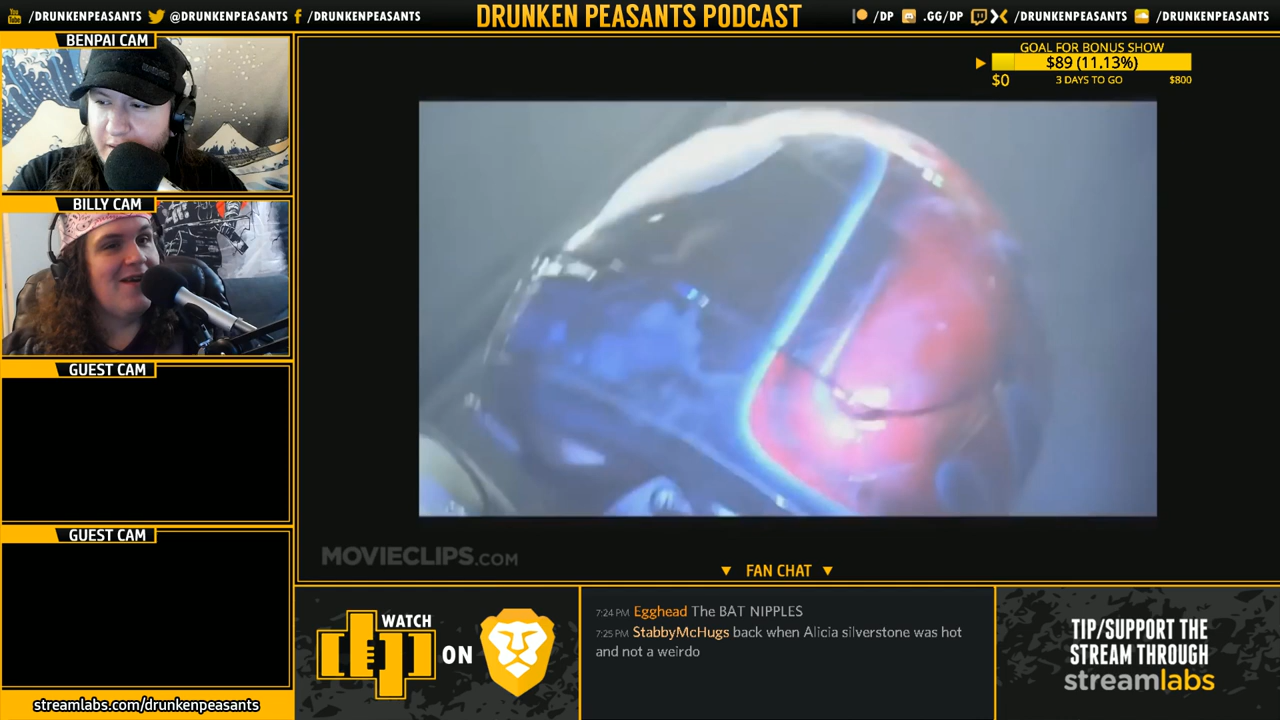 You Tube /DRUNKENPEASANTS @DRUNKENPEASANTS /DRUNKENPEASANTS
DRUNKEN PEASANTS PODCAST
/DP .GG/DP /DRUNKENPEASANTS /DRUNKENPEASANTS
BENPAI CAM
BILLY CAM
GUEST CAM
GUEST CAM
streamlabs.com/drunkenpeasants
GOAL FOR BONUS SHOW
$89 (11.13%)
$0 3 DAYS TO GO $800
MOVIECLIPS.COM
▼ FAN CHAT ▼
WATCH
ON
7:24 PM Egghead The BAT NIPPLES
7:25 PM StabbyMcHugs back when Alicia silverstone was hot
and not a weirdo
TIP/SUPPORT THE
STREAM THROUGH
streamlabs